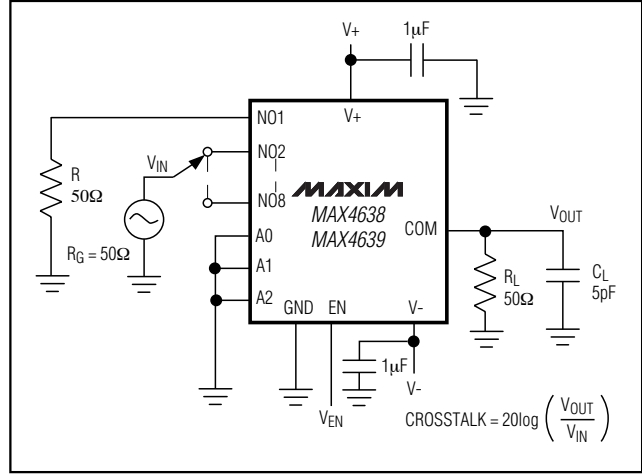 V+
1µF
V+
NO1
NO2
NO8
VIN
R
50Ω
RG = 50Ω
MAXIM
MAX4638
MAX4639
COM
VOUT
A0
A1
A2
RL
50Ω
CL
5pF
GND EN V-
1µF
V-
VEN
CROSSTALK = 20log (VOUT / VIN)